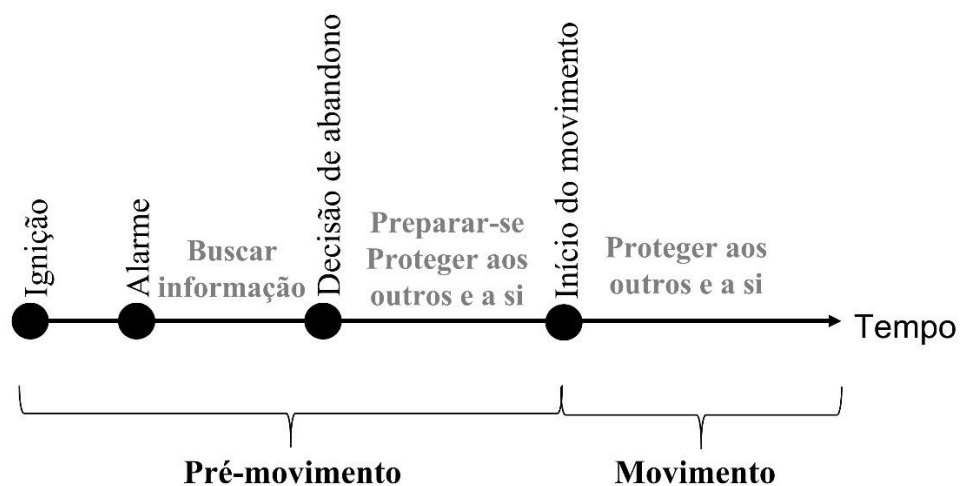 Ignição
Alarme
Buscar
informação
Decisão de abandono
Preparar-se
Proteger aos
outros e a si
Início do movimento
Proteger aos
outros e a si
Tempo
Pré-movimento
Movimento